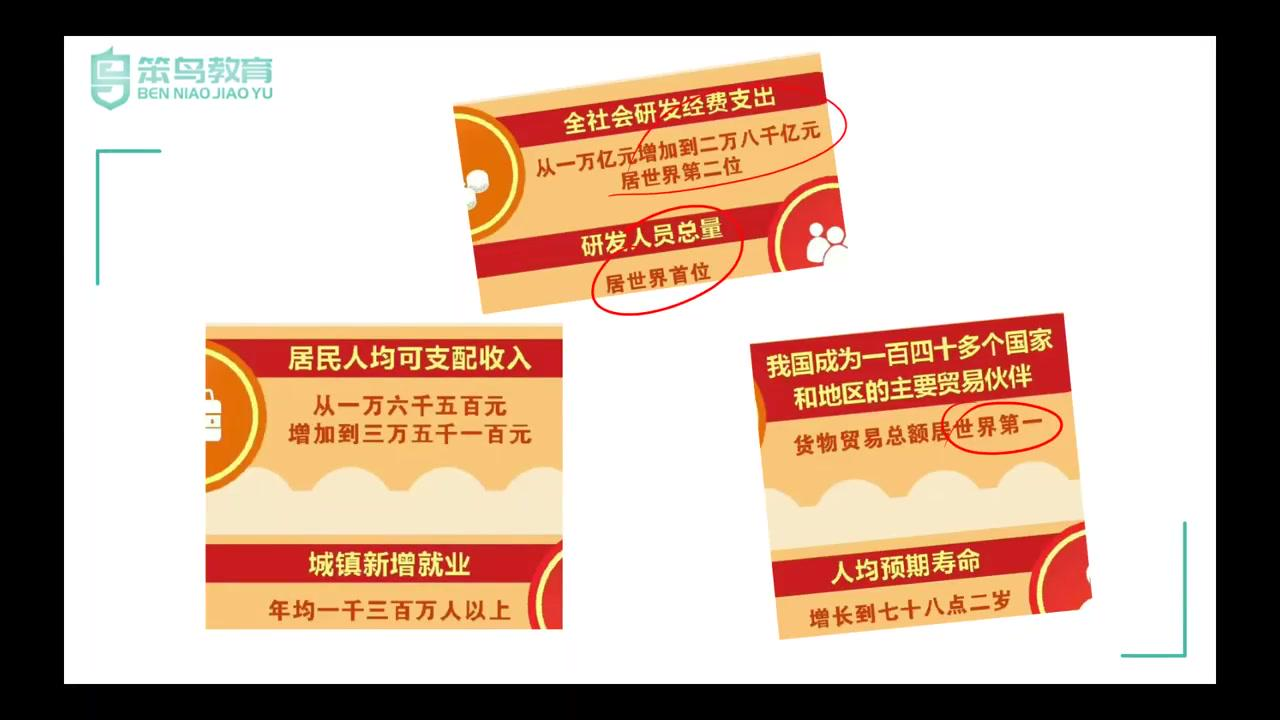 笨鸟教育
BEN NIAO JIAO YU
全社会研发经费支出
从一万亿元增加到二万八千亿元
居世界第二位
研发人员总量
居世界首位
居民人均可支配收入
从一万六千五百元
增加到三万五千一百元
城镇新增就业
年均一千三百万人以上
我国成为一百四十多个国家
和地区的主要贸易伙伴
货物贸易总额居世界第一
人均预期寿命
增长到七十八点二岁